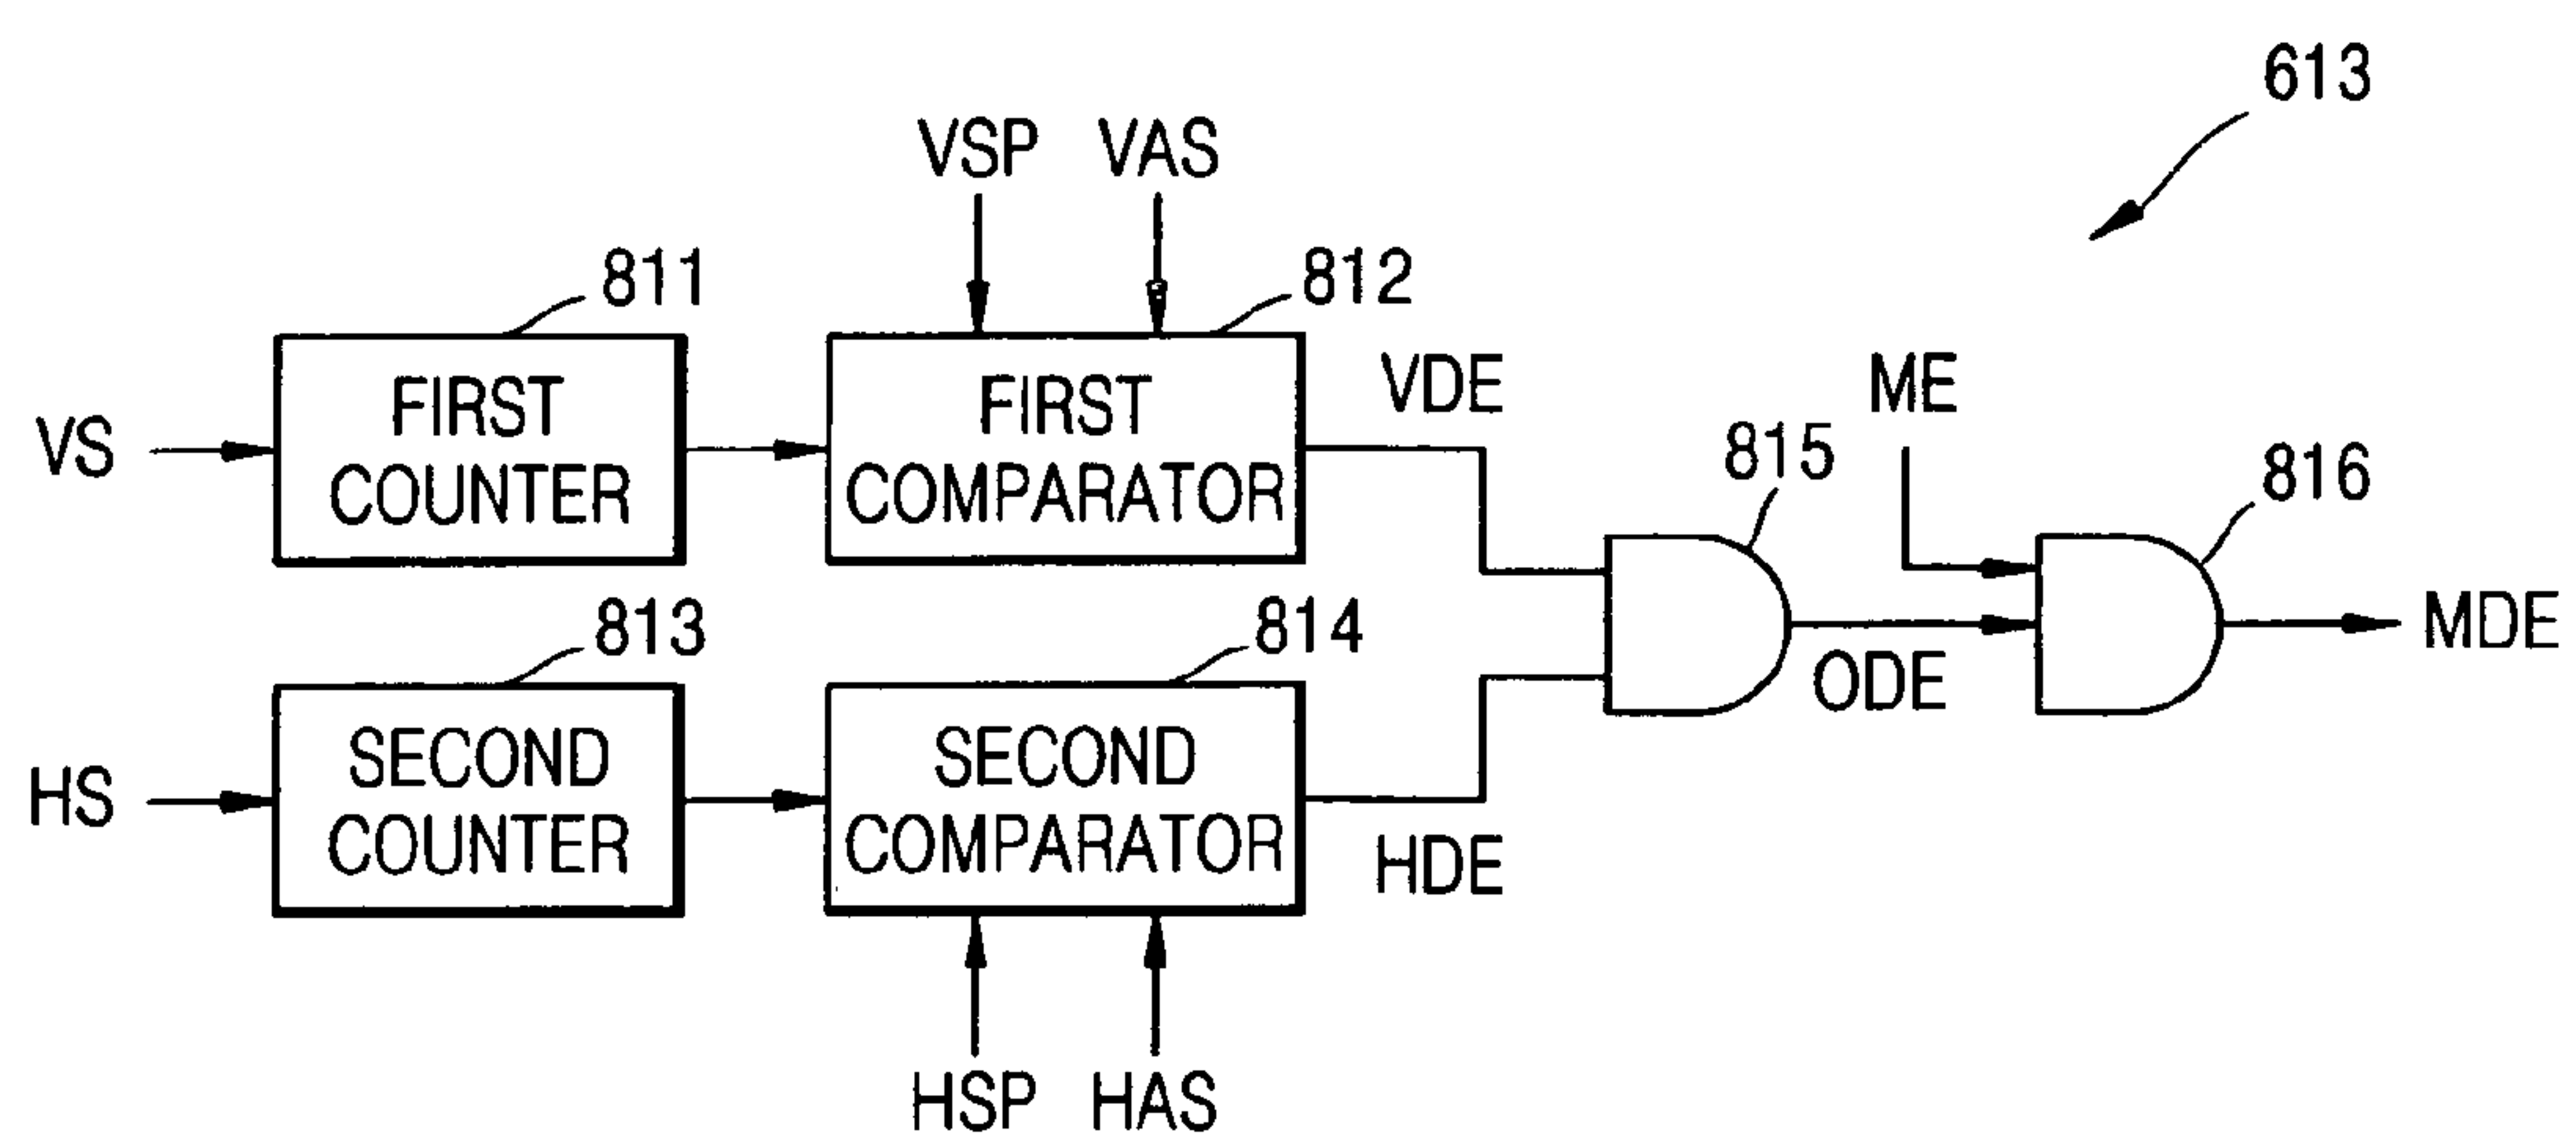 613
VSP VAS
811
812
FIRST
COUNTER
FIRST
COMPARATOR
VS
VDE
ME
815
816
813
814
SECOND
COUNTER
SECOND
COMPARATOR
HS
HDE
ODE
MDE
HSP HAS